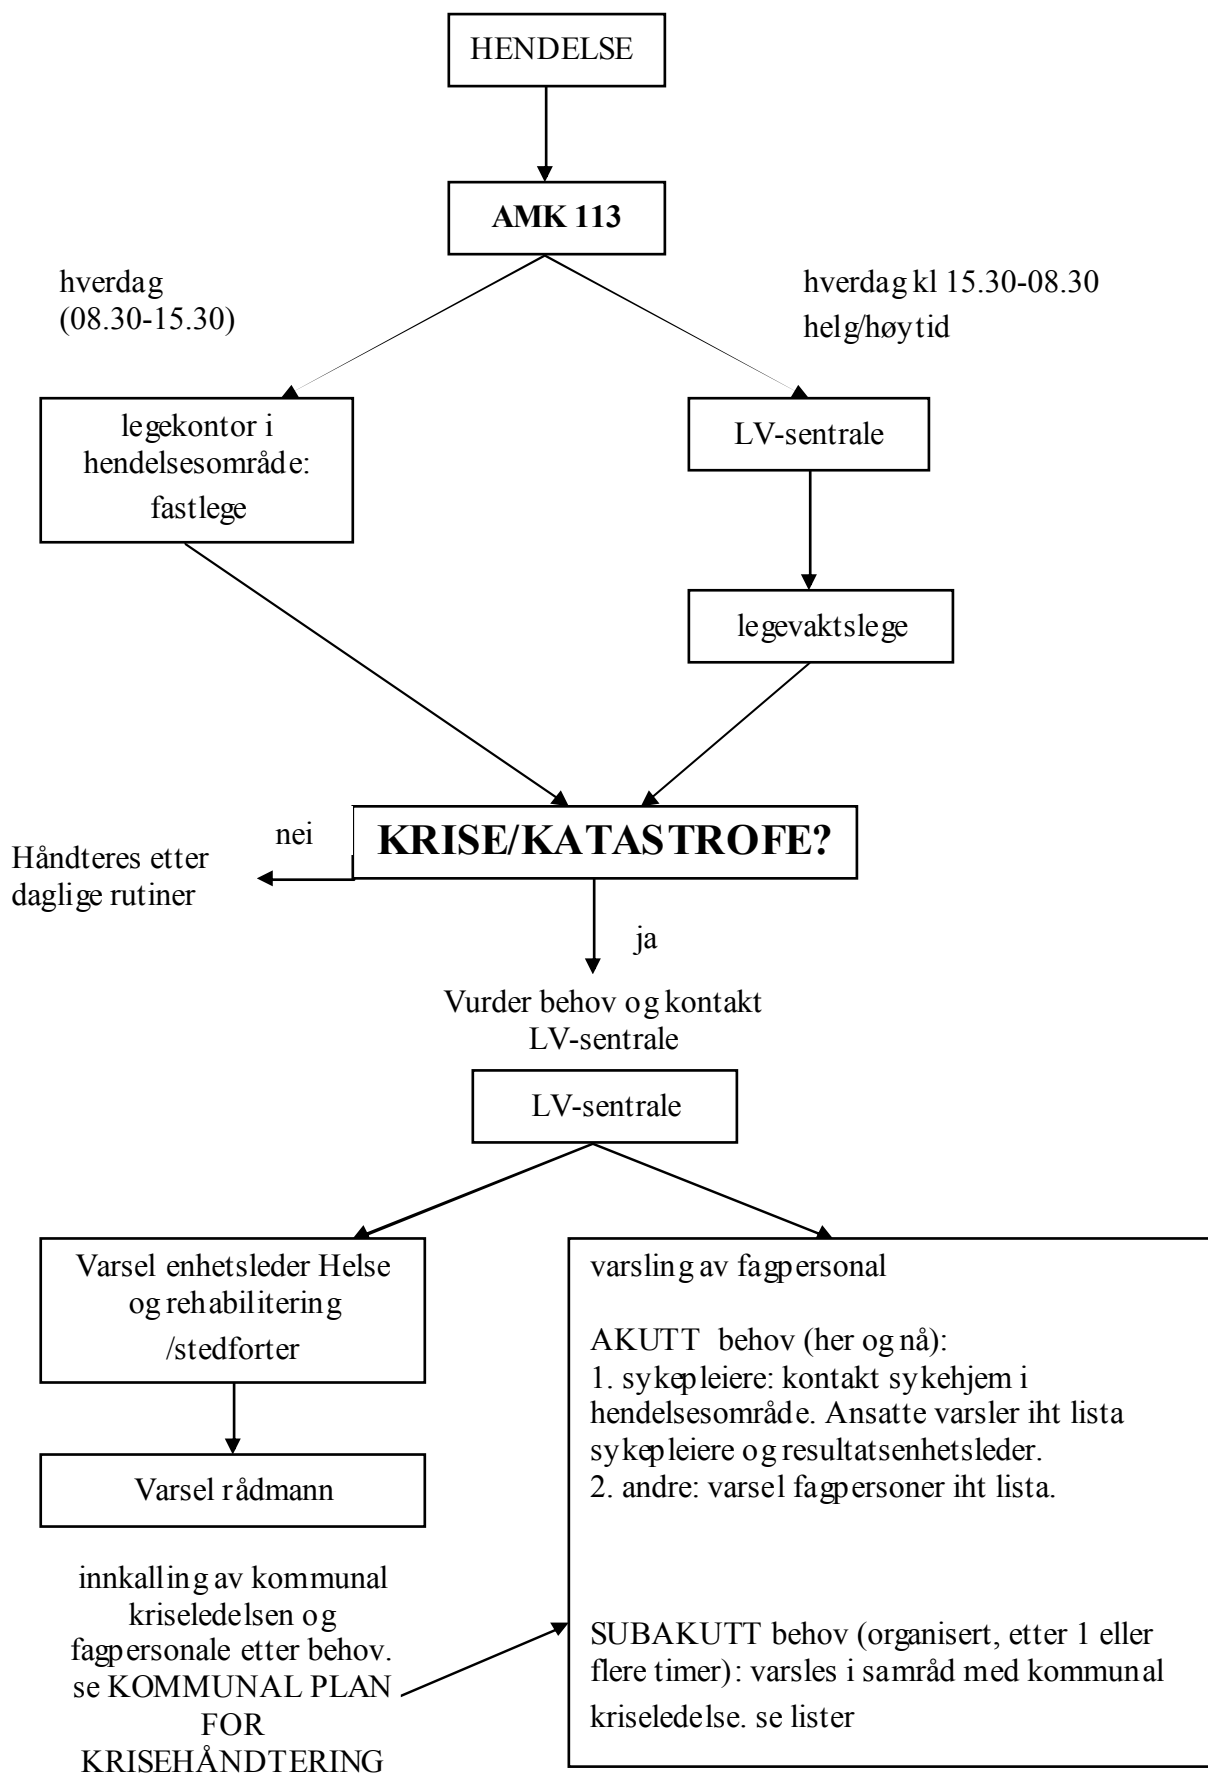 HENDELSE
AMK 113
hverdag
(08.30-15.30)
hverdag kl 15.30-08.30
helg/høytid
legekontor i
hendelsesområde:
fastlege
LV-sentrale
legevaktslege
KRISE/KATASTROFE?
nei
Håndteres etter
daglige rutiner
ja
Vurder behov og kontakt
LV-sentrale
LV-sentrale
Varsel enhetsleder Helse
og rehabilitering
/stedforter
Varsel rådmann
innkalling av kommunal
kriseledelsen og
fagpersonale etter behov.
se KOMMUNAL PLAN
FOR
KRISEHÅNDTERING
varsling av fagpersonal
AKUTT behov (her og nå):
1. sykepleiere: kontakt sykehjem i
hendelsesområde. Ansatte varsler iht lista
sykepleiere og resultatsenhetsleder.
2. andre: varsel fagpersoner iht lista.
SUBAKUTT behov (organisert, etter 1 eller
flere timer): varsles i samråd med kommunal
kriseledelse. se lister